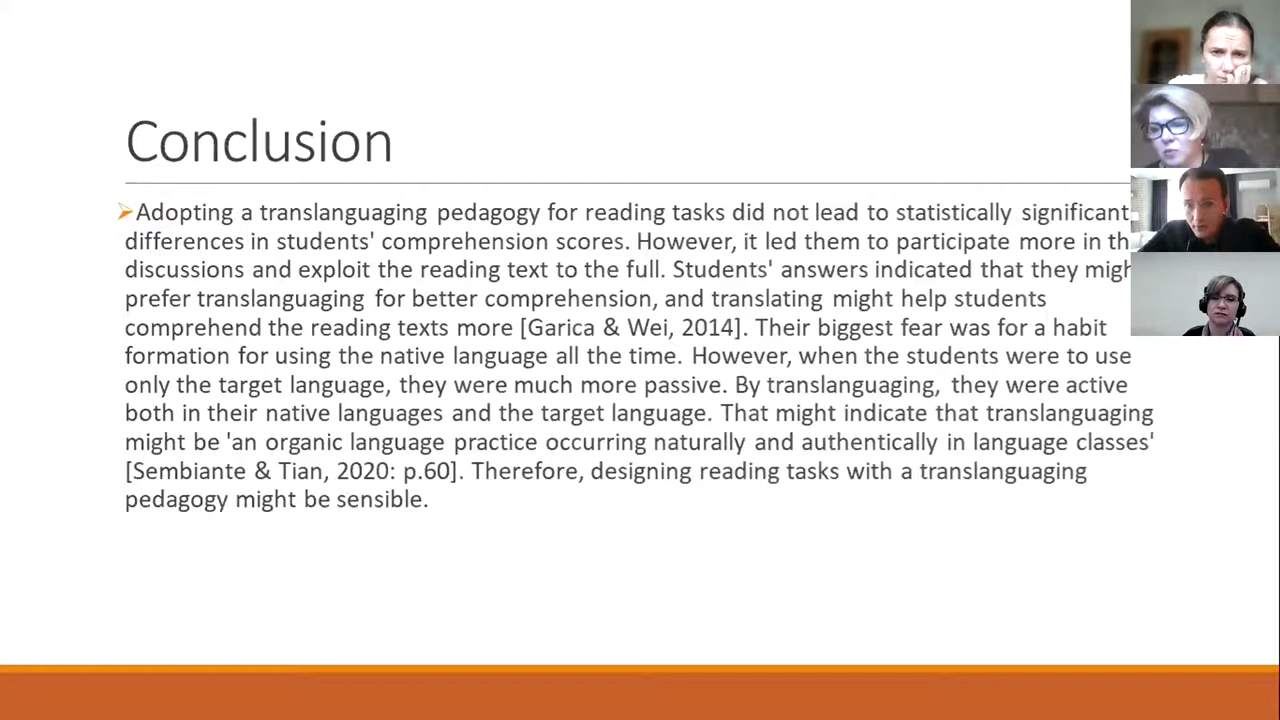 Conclusion
Adopting a translanguaging pedagogy for reading tasks did not lead to statistically significant
differences in students' comprehension scores. However, it led them to participate more in th
discussions and exploit the reading text to the full. Students' answers indicated that they migh
prefer translanguaging for better comprehension, and translating might help students
comprehend the reading texts more [Garica & Wei, 2014]. Their biggest fear was for a habit
formation for using the native language all the time. However, when the students were to use
only the target language, they were much more passive. By translanguaging, they were active
both in their native languages and the target language. That might indicate that translanguaging
might be 'an organic language practice occurring naturally and authentically in language classes'
[Sembiante & Tian, 2020: p.60]. Therefore, designing reading tasks with a translanguaging
pedagogy might be sensible.